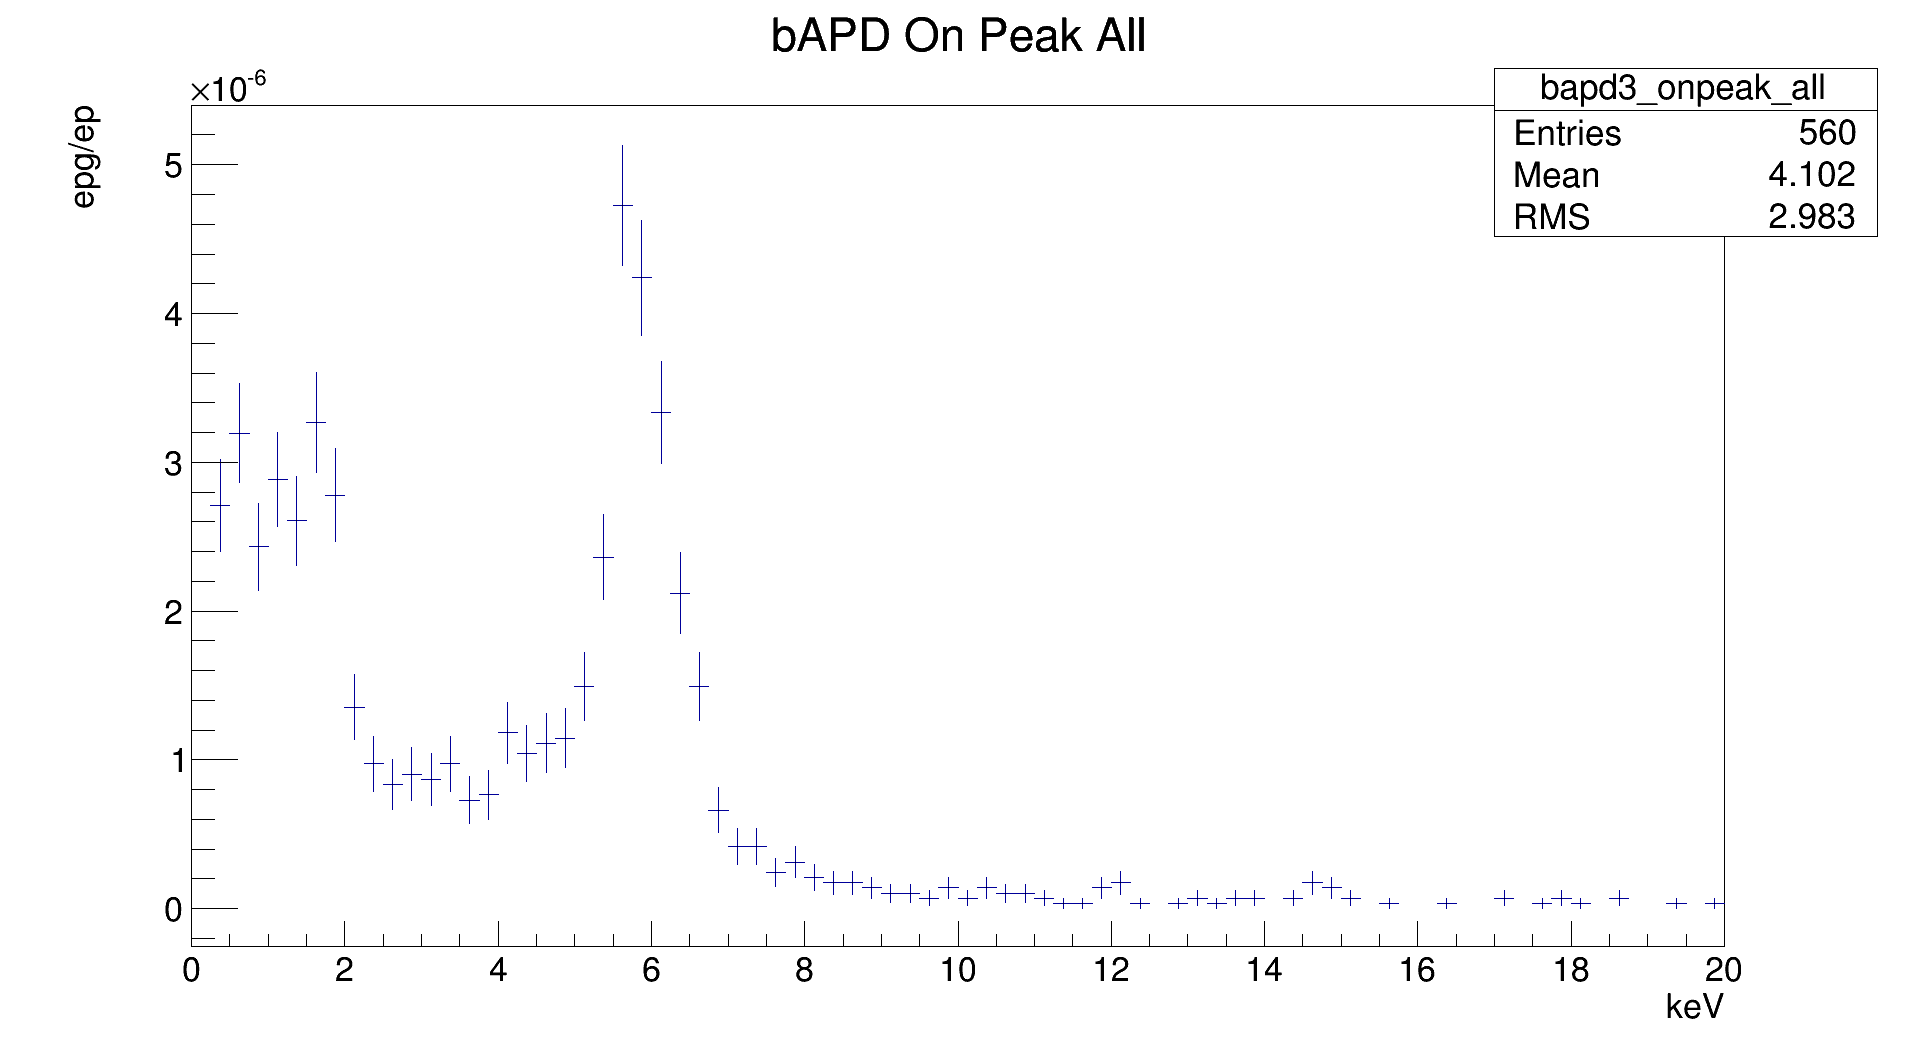 bAPD On Peak All
×10-6
epg/ep
bapd3_onpeak_all
Entries 560
Mean 4.102
RMS 2.983
5
4
3
2
1
0
0 2 4 6 8 10 12 14 16 18 20
keV